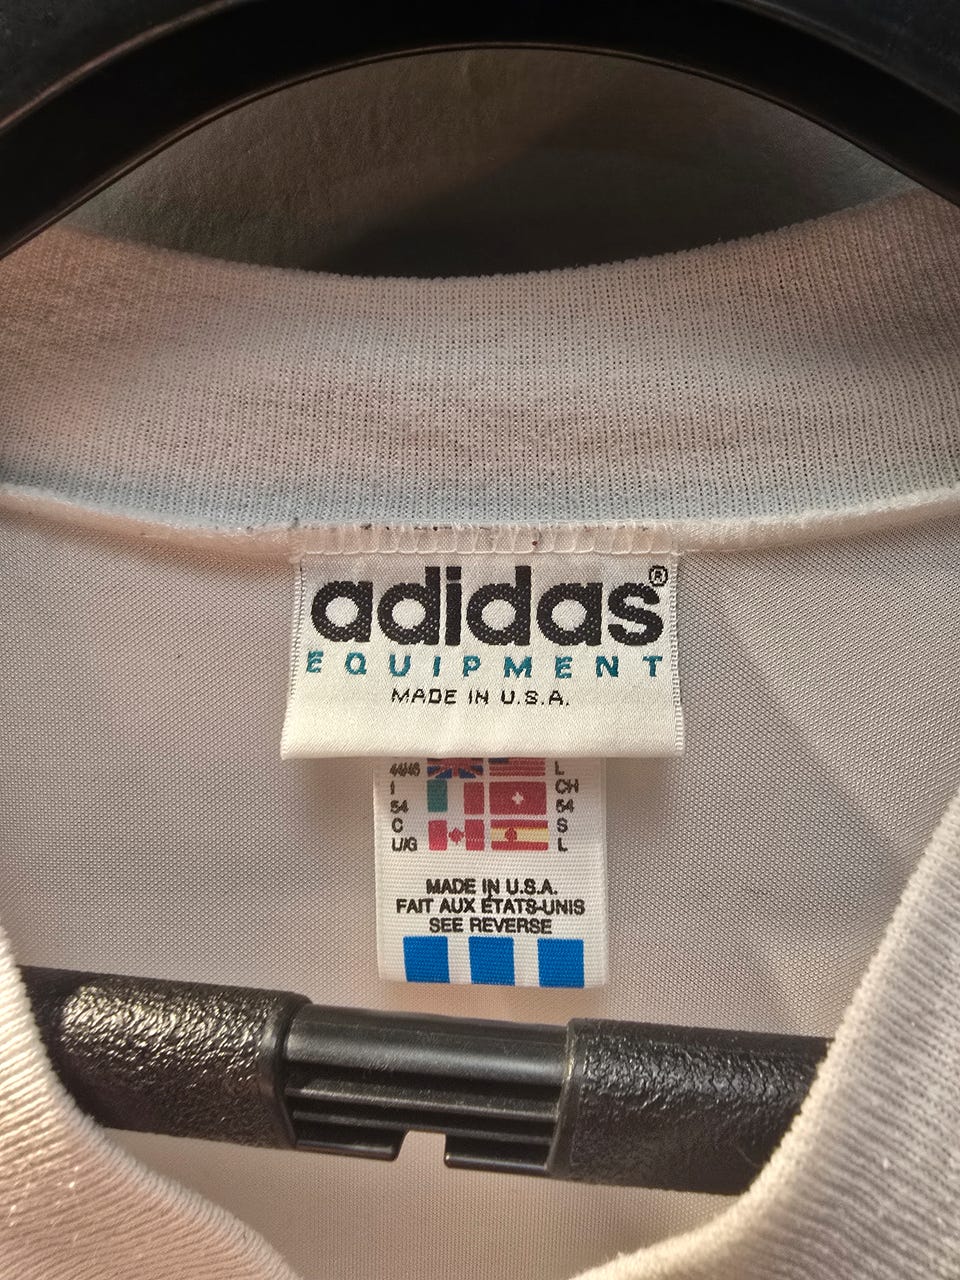 adidas®
EQUIPMENT
MADE IN U.S.A.
44/46 L
I CH
54 54
C S
L/G L
MADE IN U.S.A.
FAIT AUX ÉTATS-UNIS
SEE REVERSE